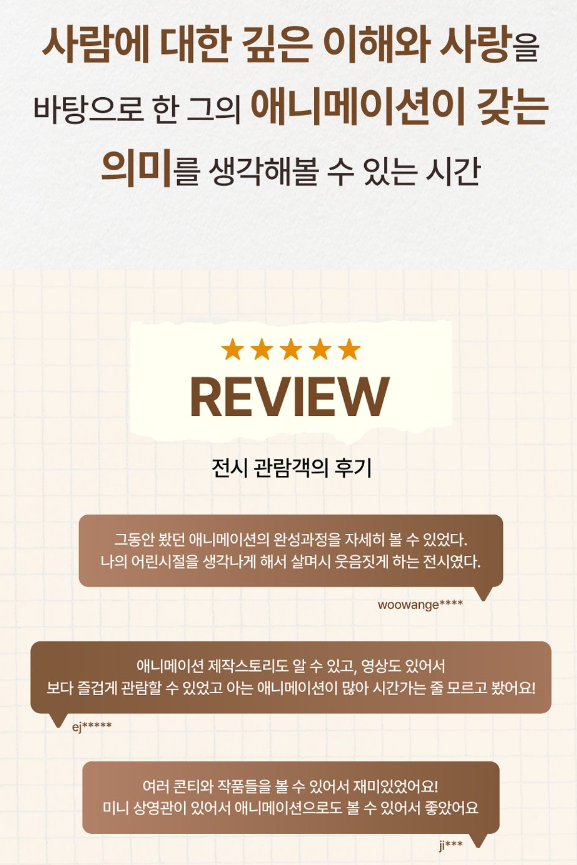 사람에 대한 깊은 이해와 사랑을
바탕으로 한 그의 애니메이션이 갖는
의미를 생각해볼 수 있는 시간
REVIEW
전시 관람객의 후기
그동안 봤던 애니메이션의 완성과정을 자세히 볼 수 있었다.
나의 어린시절을 생각나게 해서 살며시 웃음짓게 하는 전시였다.
woowange****
애니메이션 제작스토리도 알 수 있고, 영상도 있어서
보다 즐겁게 관람할 수 있었고 아는 애니메이션이 많아 시간가는 줄 모르고 봤어요!
ej*****
여러 콘티와 작품들을 볼 수 있어서 재미있었어요!
미니 상영관이 있어서 애니메이션으로도 볼 수 있어서 좋았어요
ji***